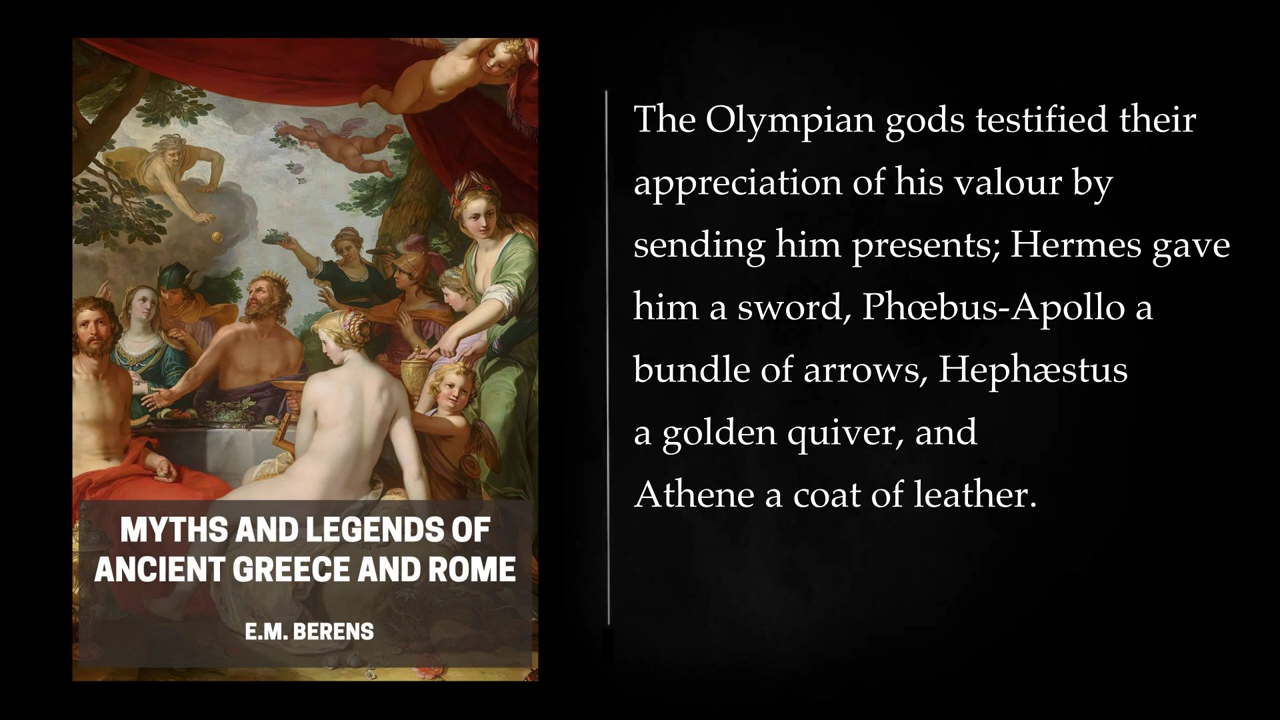 MYTHS AND LEGENDS OF
ANCIENT GREECE AND ROME
E.M. BERENS
The Olympian gods testified their
appreciation of his valour by
sending him presents; Hermes gave
him a sword, Phœbus-Apollo a
bundle of arrows, Hephæstus
a golden quiver, and
Athene a coat of leather.